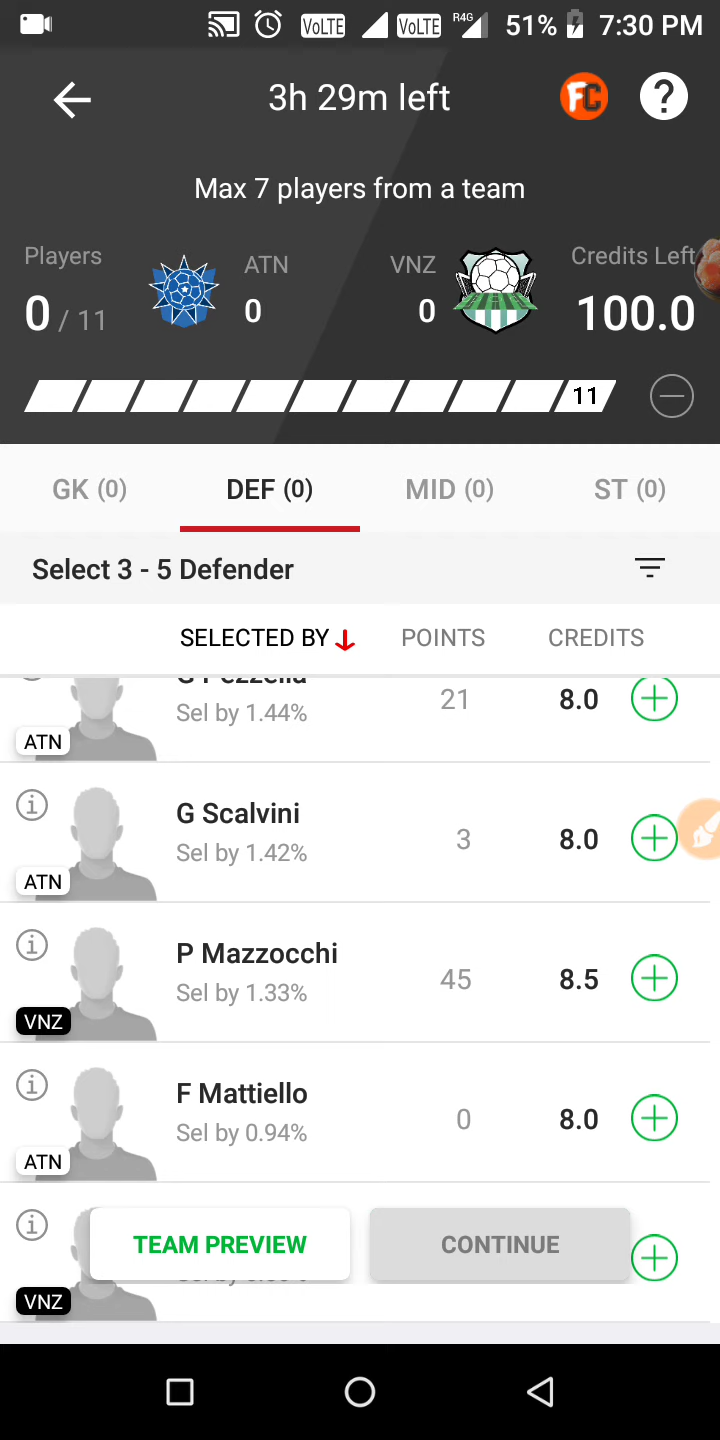 VoLTE VoLTE R4G 51% 7:30 PM
3h 29m left FC ?
Max 7 players from a team
Players ATN VNZ Credits Left
0 / 11 0 0 100.0
11
GK (0) DEF (0) MID (0) ST (0)
Select 3 - 5 Defender
SELECTED BY POINTS CREDITS
G Pezzella
Sel by 1.44% 21 8.0
ATN
G Scalvini
Sel by 1.42% 3 8.0
ATN
P Mazzocchi
Sel by 1.33% 45 8.5
VNZ
F Mattiello
Sel by 0.94% 0 8.0
ATN
TEAM PREVIEW CONTINUE
Sel by
VNZ